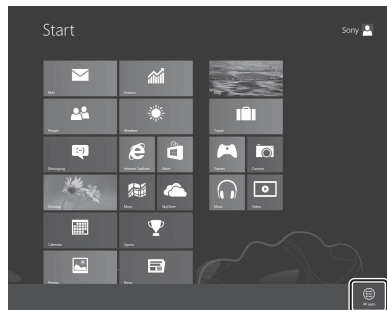 Start
Sony
Mail
Finance
People
Weather
Travel
Messaging
Internet Explorer
Store
Games
Camera
Desktop
Maps
SkyDrive
Music
Video
Calendar
Sports
Photos
News
All apps